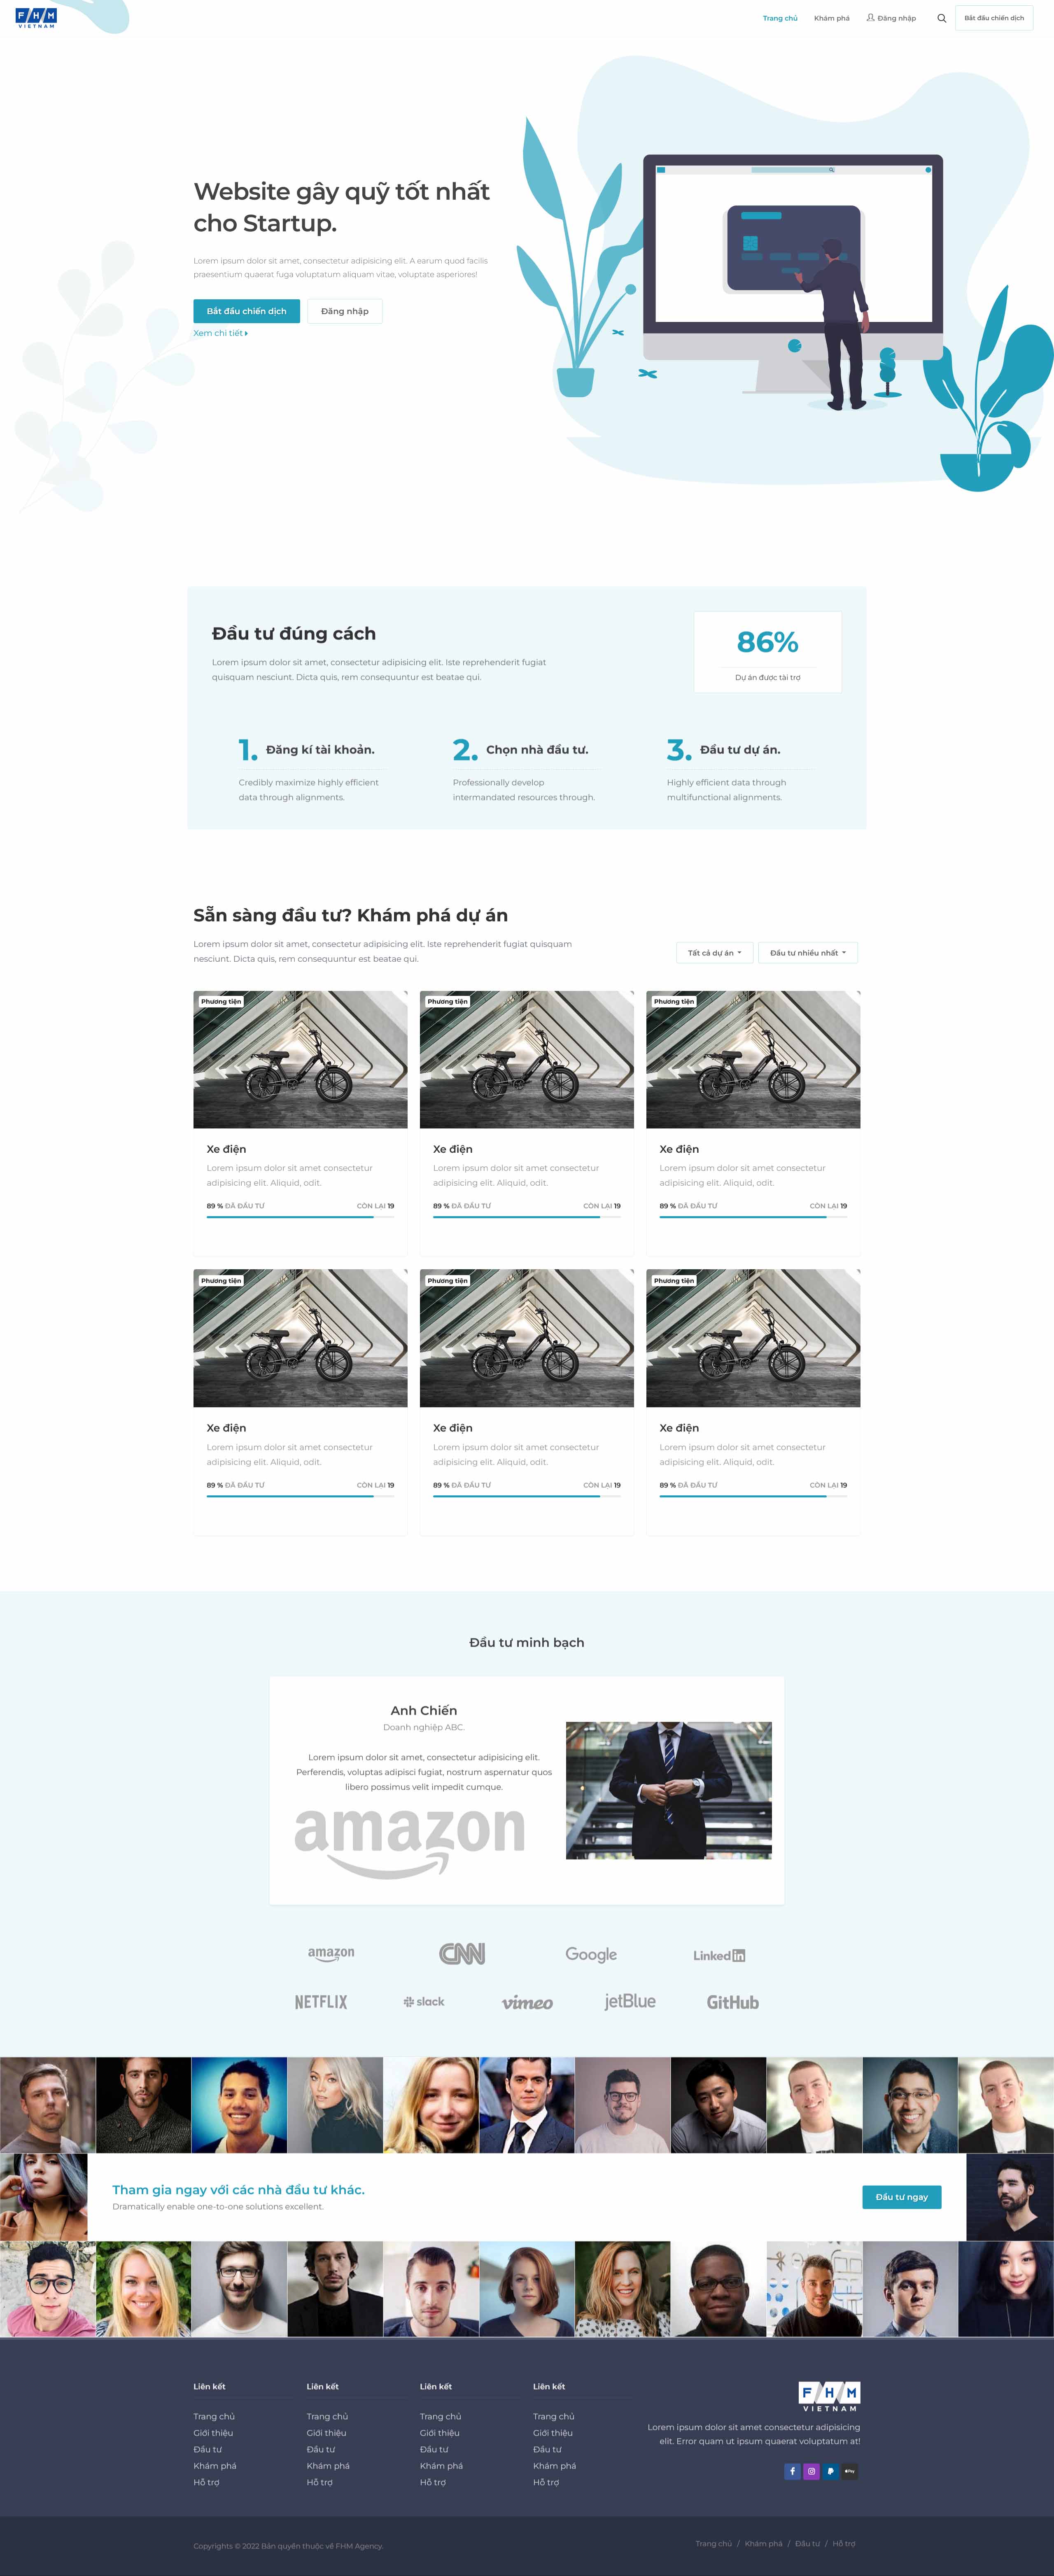 FHM
VIETNAM
Trang chủ
Khám phá
Đăng nhập
Bắt đầu chiến dịch
Website gây quỹ tốt nhất
cho Startup.
Lorem ipsum dolor sit amet, consectetur adipisicing elit. A earum quod facilis
praesentium quaerat fuga voluptatum aliquam vitae, voluptate asperiores!
Bắt đầu chiến dịch
Đăng nhập
Xem chi tiết
Đầu tư đúng cách
Lorem ipsum dolor sit amet, consectetur adipisicing elit. Iste reprehenderit fugiat
quisquam nesciunt. Dicta quis, rem consequuntur est beatae qui.
86%
Dự án được tài trợ
1. Đăng kí tài khoản.
Credibly maximize highly efficient
data through alignments.
2. Chọn nhà đầu tư.
Professionally develop
intermandated resources through.
3. Đầu tư dự án.
Highly efficient data through
multifunctional alignments.
Sẵn sàng đầu tư? Khám phá dự án
Lorem ipsum dolor sit amet, consectetur adipisicing elit. Iste reprehenderit fugiat quisquam
nesciunt. Dicta quis, rem consequuntur est beatae qui.
Tất cả dự án
Đầu tư nhiều nhất
Phương tiện
Xe điện
Lorem ipsum dolor sit amet consectetur
adipisicing elit. Aliquid, odit.
89 % ĐÃ ĐẦU TƯ
CÒN LẠI 19
Phương tiện
Xe điện
Lorem ipsum dolor sit amet consectetur
adipisicing elit. Aliquid, odit.
89 % ĐÃ ĐẦU TƯ
CÒN LẠI 19
Phương tiện
Xe điện
Lorem ipsum dolor sit amet consectetur
adipisicing elit. Aliquid, odit.
89 % ĐÃ ĐẦU TƯ
CÒN LẠI 19
Phương tiện
Xe điện
Lorem ipsum dolor sit amet consectetur
adipisicing elit. Aliquid, odit.
89 % ĐÃ ĐẦU TƯ
CÒN LẠI 19
Phương tiện
Xe điện
Lorem ipsum dolor sit amet consectetur
adipisicing elit. Aliquid, odit.
89 % ĐÃ ĐẦU TƯ
CÒN LẠI 19
Phương tiện
Xe điện
Lorem ipsum dolor sit amet consectetur
adipisicing elit. Aliquid, odit.
89 % ĐÃ ĐẦU TƯ
CÒN LẠI 19
Đầu tư minh bạch
Anh Chiến
Doanh nghiệp ABC.
Lorem ipsum dolor sit amet, consectetur adipisicing elit.
Perferendis, voluptas adipisci fugiat, nostrum aspernatur quos
libero possimus velit impedit cumque.
amazon
amazon
CNN
Google
Linked in
NETFLIX
slack
vimeo
jetBlue
GitHub
Tham gia ngay với các nhà đầu tư khác.
Dramatically enable one-to-one solutions excellent.
Đầu tư ngay
Liên kết
Trang chủ
Giới thiệu
Đầu tư
Khám phá
Hỗ trợ
Liên kết
Trang chủ
Giới thiệu
Đầu tư
Khám phá
Hỗ trợ
Liên kết
Trang chủ
Giới thiệu
Đầu tư
Khám phá
Hỗ trợ
Liên kết
Trang chủ
Giới thiệu
Đầu tư
Khám phá
Hỗ trợ
FHM
VIETNAM
Lorem ipsum dolor sit amet consectetur adipisicing
elit. Error quam ut ipsum quaerat voluptatum at!
Pay
Copyrights © 2022 Bản quyền thuộc về FHM Agency.
Trang chủ / Khám phá / Đầu tư / Hỗ trợ